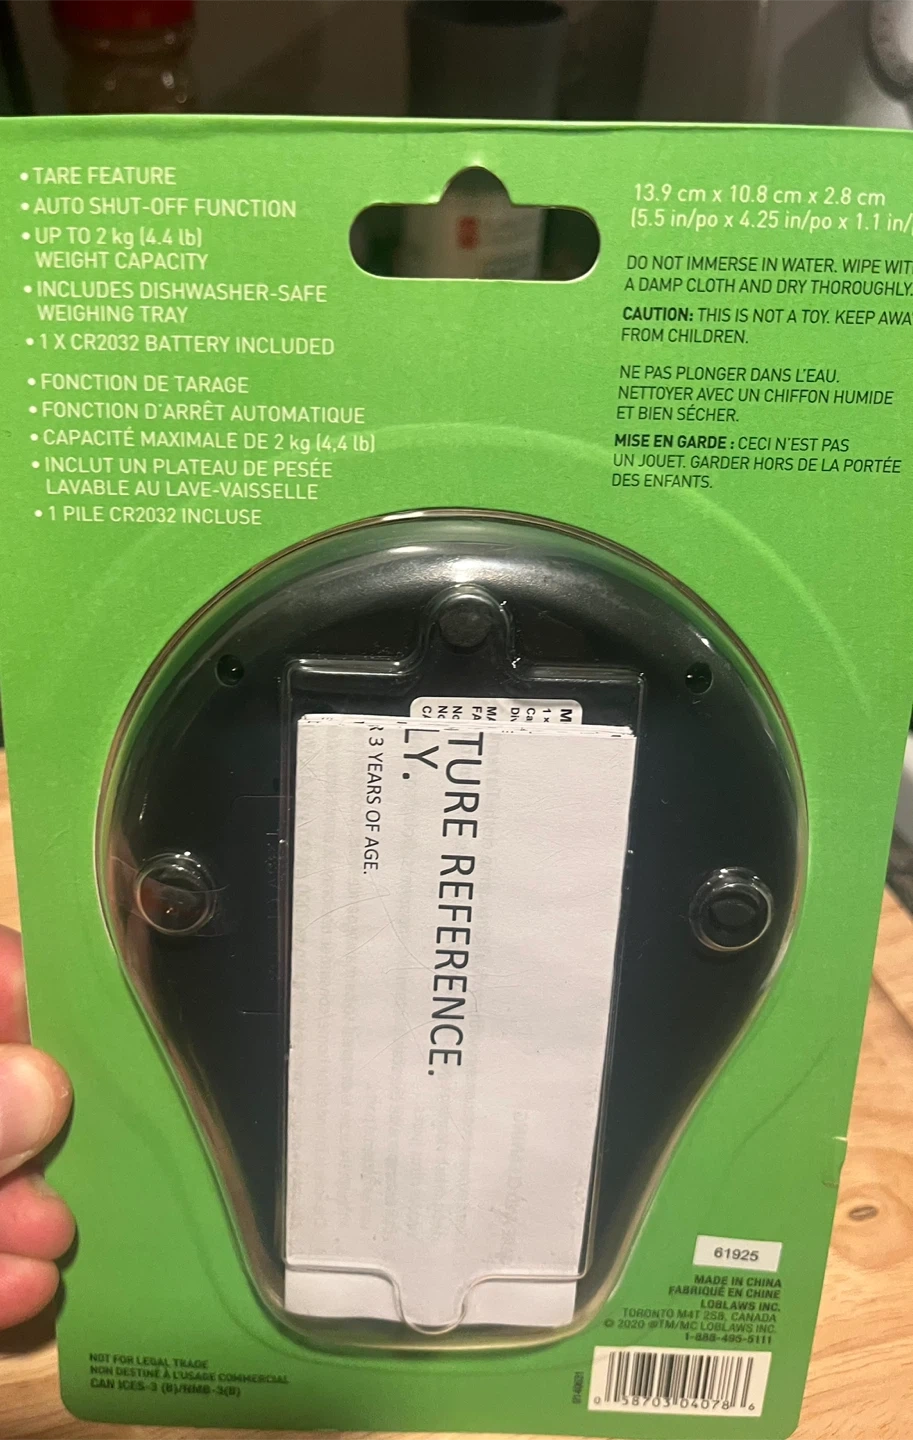 • TARE FEATURE
• AUTO SHUT-OFF FUNCTION
• UP TO 2 kg (4.4 lb)
WEIGHT CAPACITY
• INCLUDES DISHWASHER-SAFE
WEIGHING TRAY
• 1 X CR2032 BATTERY INCLUDED
• FONCTION DE TARAGE
• FONCTION D'ARRÊT AUTOMATIQUE
• CAPACITÉ MAXIMALE DE 2 kg (4,4 lb)
• INCLUT UN PLATEAU DE PESÉE
LAVABLE AU LAVE-VAISSELLE
• 1 PILE CR2032 INCLUSE
13.9 cm x 10.8 cm x 2.8 cm
(5.5 in/po x 4.25 in/po x 1.1 in/
DO NOT IMMERSE IN WATER. WIPE WIT
A DAMP CLOTH AND DRY THOROUGHLY.
CAUTION: THIS IS NOT A TOY. KEEP AWA
FROM CHILDREN.
NE PAS PLONGER DANS L'EAU.
NETTOYER AVEC UN CHIFFON HUMIDE
ET BIEN SÉCHER.
MISE EN GARDE : CECI N'EST PAS
UN JOUET. GARDER HORS DE LA PORTÉE
DES ENFANTS.
TURE REFERENCE.
LY.
R 3 YEARS OF AGE.
61925
MADE IN CHINA
FABRIQUÉ EN CHINE
LOBLAWS INC.
TORONTO M4T 2S8, CANADA
© 2020 ®TM/MC LOBLAWS INC.
1-888-495-5111
NOT FOR LEGAL TRADE
NON DESTINÉ À L'USAGE COMMERCIAL
CAN ICES-3 (B)/NMB-3(B)
0 58703 04078 6